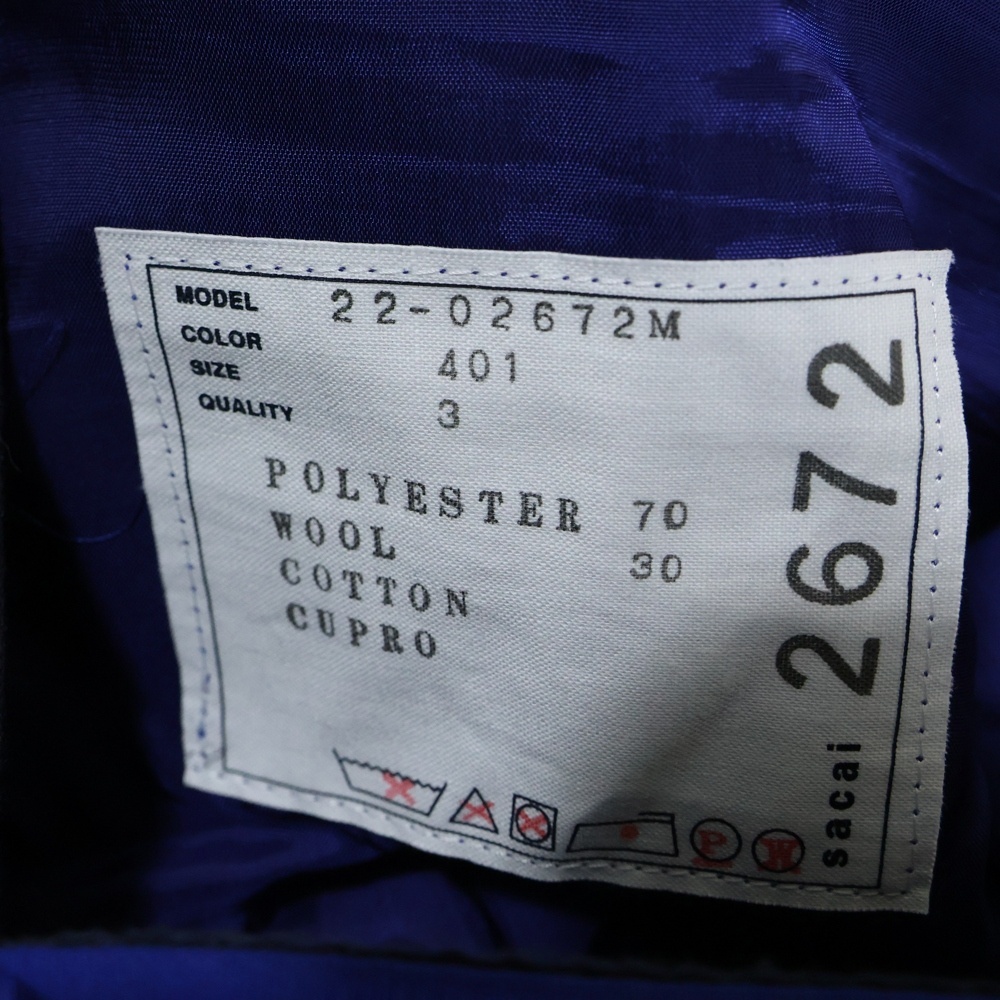 MODEL 22-02672M
COLOR 401
SIZE 3
QUALITY
POLYESTER 70
WOOL 30
COTTON
CUPRO
P W
sacai 2672